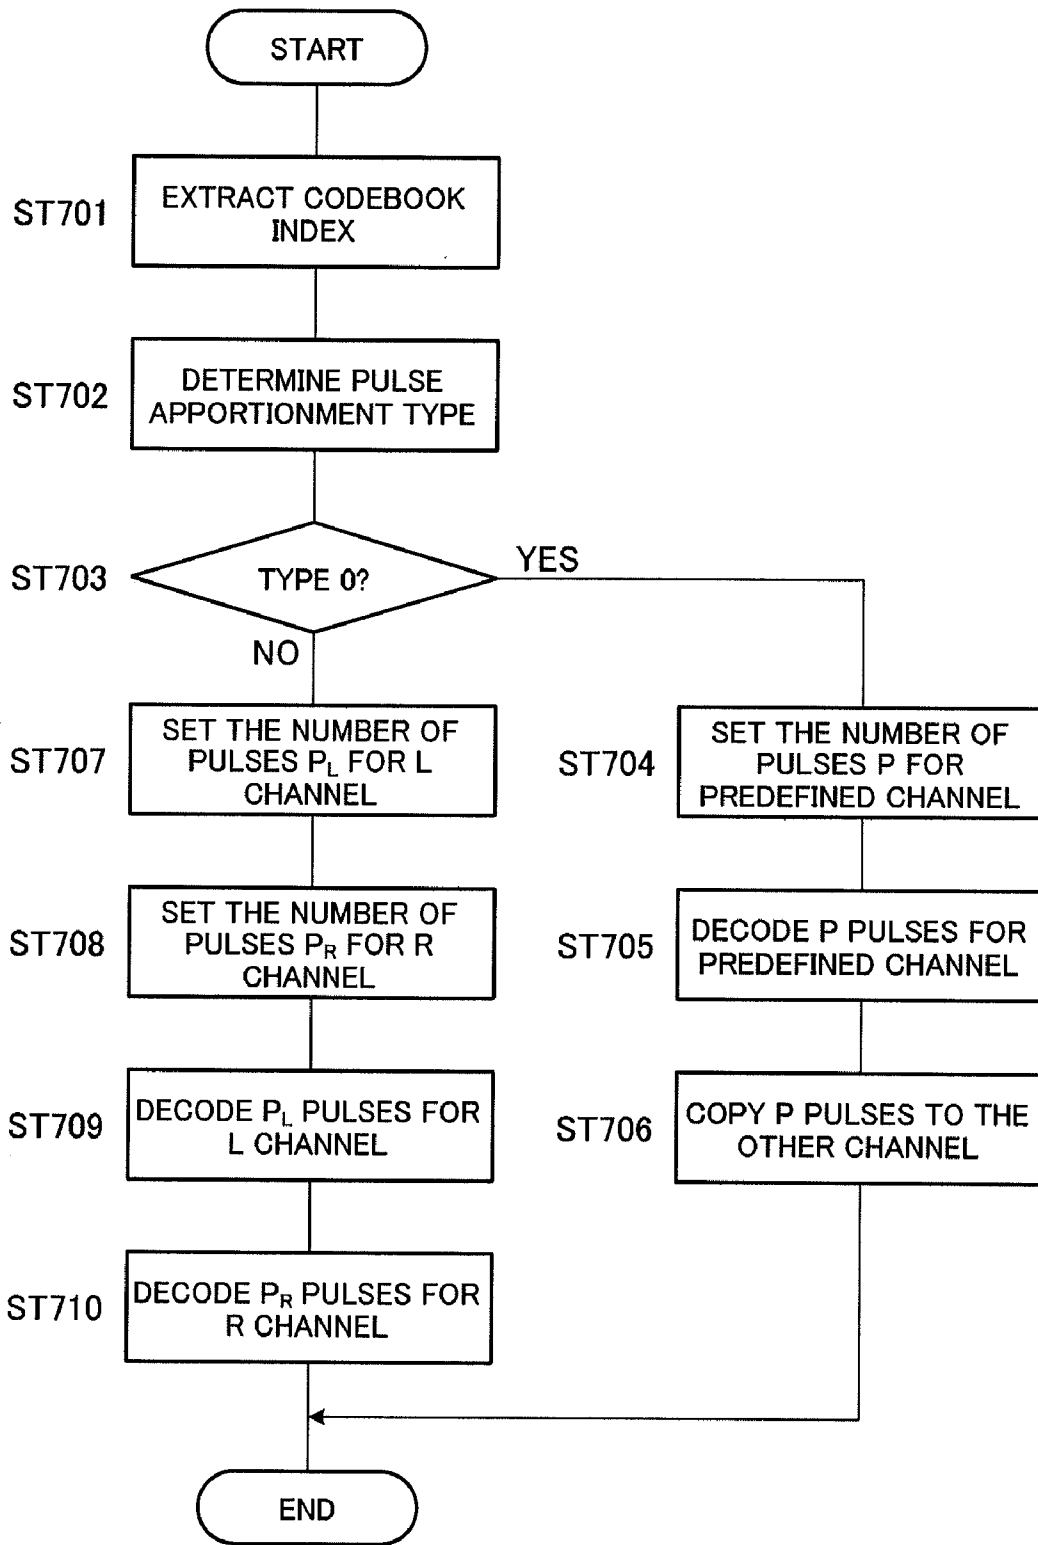 START
ST701
EXTRACT CODEBOOK
INDEX
ST702
DETERMINE PULSE
APPORTIONMENT TYPE
ST703
TYPE 0?
YES
NO
ST707
SET THE NUMBER OF
PULSES PL FOR L
CHANNEL
ST704
SET THE NUMBER OF
PULSES P FOR
PREDEFINED CHANNEL
ST708
SET THE NUMBER OF
PULSES PR FOR R
CHANNEL
ST705
DECODE P PULSES FOR
PREDEFINED CHANNEL
ST709
DECODE PL PULSES FOR
L CHANNEL
ST706
COPY P PULSES TO THE
OTHER CHANNEL
ST710
DECODE PR PULSES FOR
R CHANNEL
END